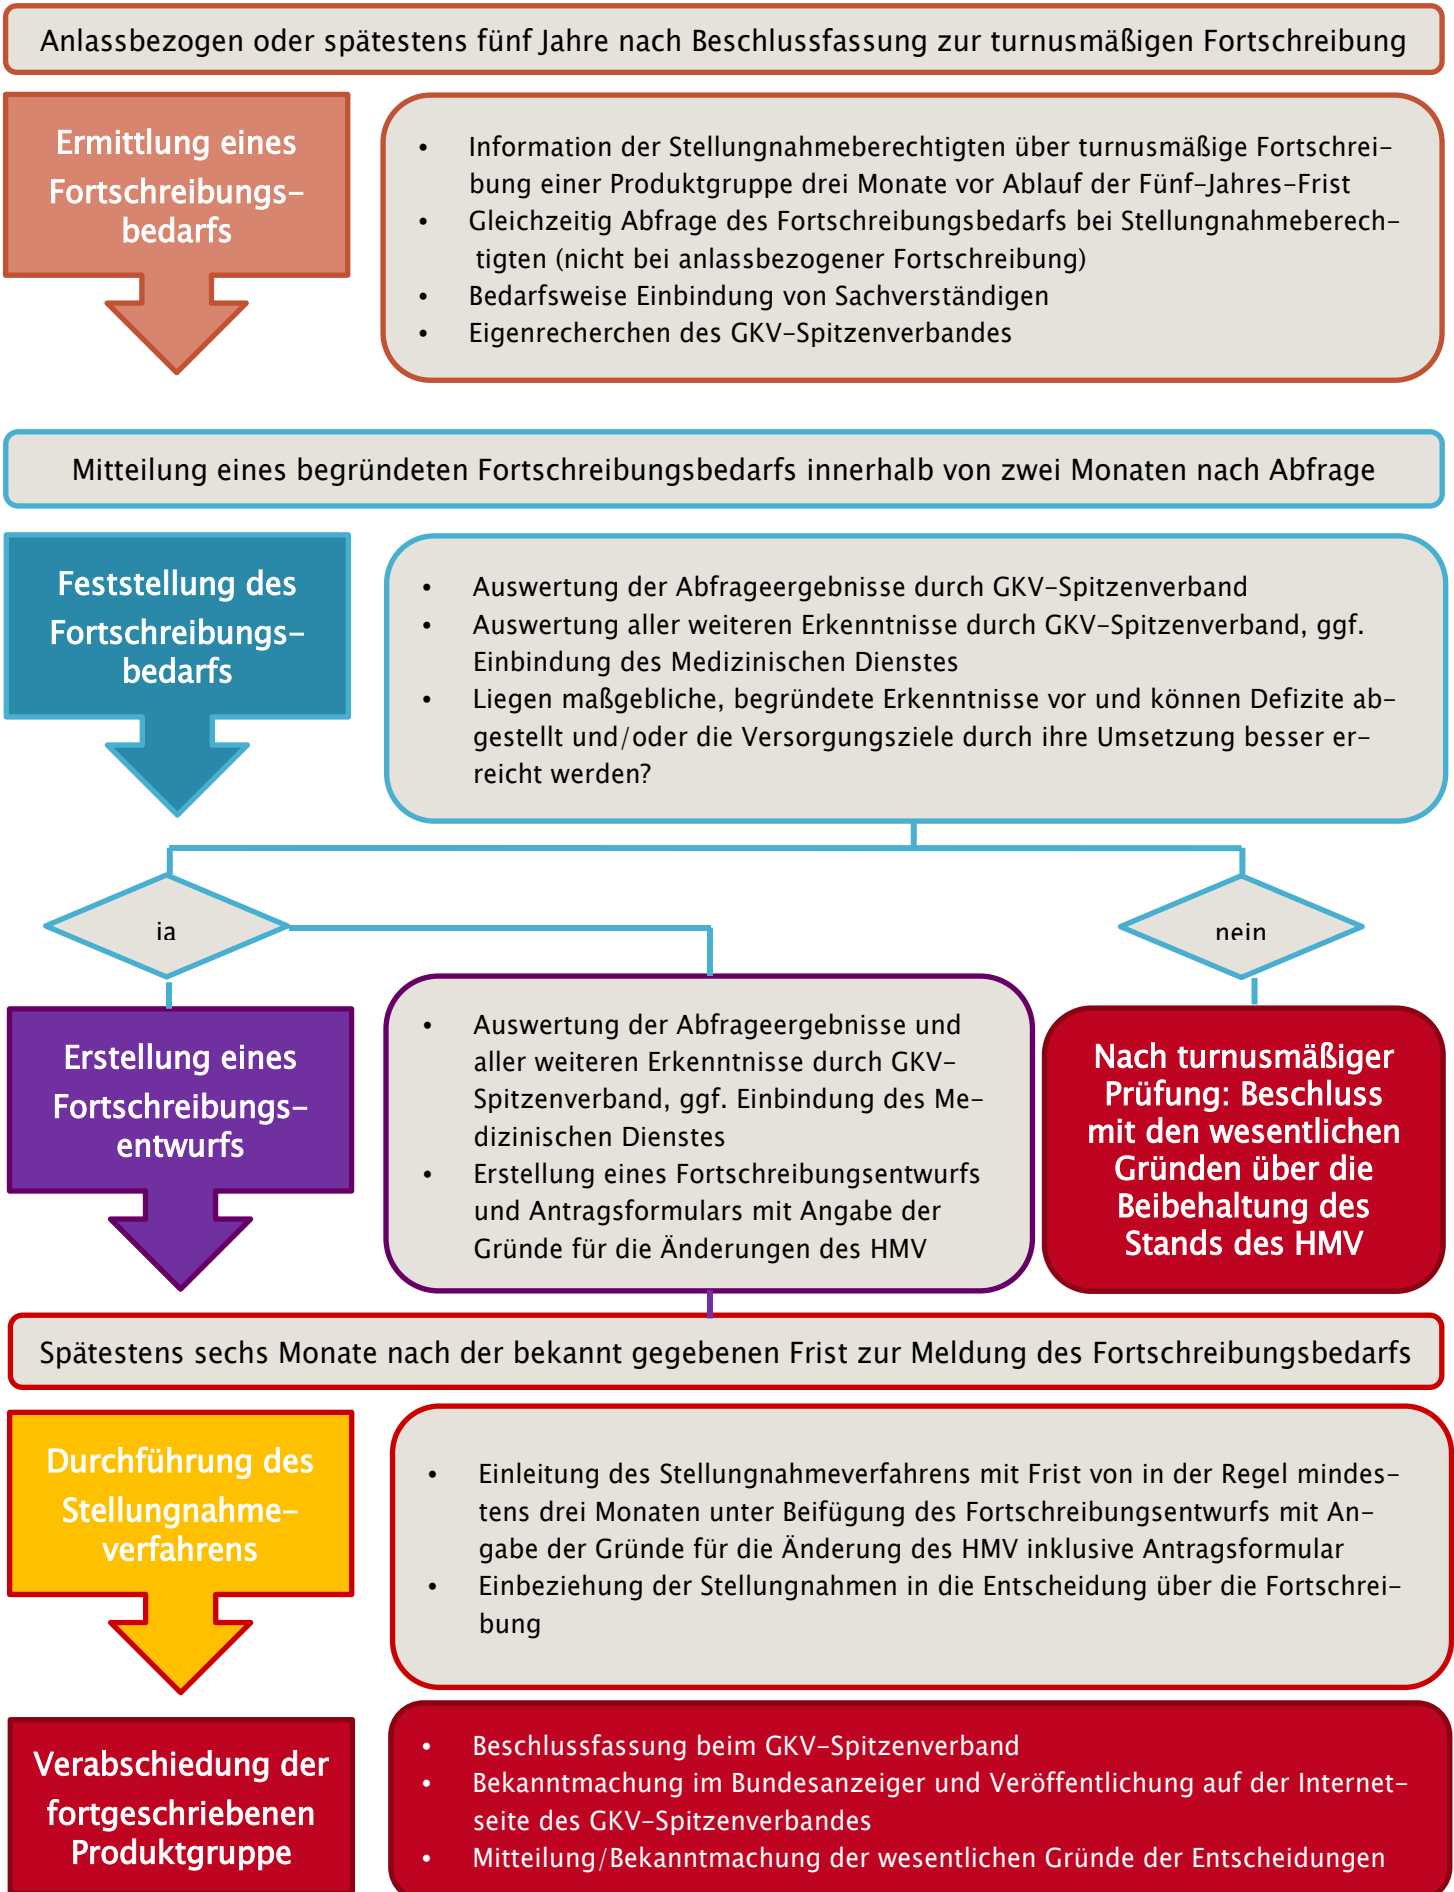 Anlassbezogen oder spätestens fünf Jahre nach Beschlussfassung zur turnusmäßigen Fortschreibung
Ermittlung eines
Fortschreibungs-
bedarfs
• Information der Stellungnahmeberechtigten über turnusmäßige Fortschrei-
bung einer Produktgruppe drei Monate vor Ablauf der Fünf-Jahres-Frist
• Gleichzeitig Abfrage des Fortschreibungsbedarfs bei Stellungnahmeberech-
tigten (nicht bei anlassbezogener Fortschreibung)
• Bedarfsweise Einbindung von Sachverständigen
• Eigenrecherchen des GKV-Spitzenverbandes
Mitteilung eines begründeten Fortschreibungsbedarfs innerhalb von zwei Monaten nach Abfrage
Feststellung des
Fortschreibungs-
bedarfs
• Auswertung der Abfrageergebnisse durch GKV-Spitzenverband
• Auswertung aller weiteren Erkenntnisse durch GKV-Spitzenverband, ggf.
Einbindung des Medizinischen Dienstes
• Liegen maßgebliche, begründete Erkenntnisse vor und können Defizite ab-
gestellt und/oder die Versorgungsziele durch ihre Umsetzung besser er-
reicht werden?
ja
nein
Erstellung eines
Fortschreibungs-
entwurfs
• Auswertung der Abfrageergebnisse und
aller weiteren Erkenntnisse durch GKV-
Spitzenverband, ggf. Einbindung des Me-
dizinischen Dienstes
• Erstellung eines Fortschreibungsentwurfs
und Antragsformulars mit Angabe der
Gründe für die Änderungen des HMV
Nach turnusmäßiger
Prüfung: Beschluss
mit den wesentlichen
Gründen über die
Beibehaltung des
Stands des HMV
Spätestens sechs Monate nach der bekannt gegebenen Frist zur Meldung des Fortschreibungsbedarfs
Durchführung des
Stellungnahme-
verfahrens
• Einleitung des Stellungnahmeverfahrens mit Frist von in der Regel mindes-
tens drei Monaten unter Beifügung des Fortschreibungsentwurfs mit An-
gabe der Gründe für die Änderung des HMV inklusive Antragsformular
• Einbeziehung der Stellungnahmen in die Entscheidung über die Fortschrei-
bung
Verabschiedung der
fortgeschriebenen
Produktgruppe
• Beschlussfassung beim GKV-Spitzenverband
• Bekanntmachung im Bundesanzeiger und Veröffentlichung auf der Internet-
seite des GKV-Spitzenverbandes
• Mitteilung/Bekanntmachung der wesentlichen Gründe der Entscheidungen